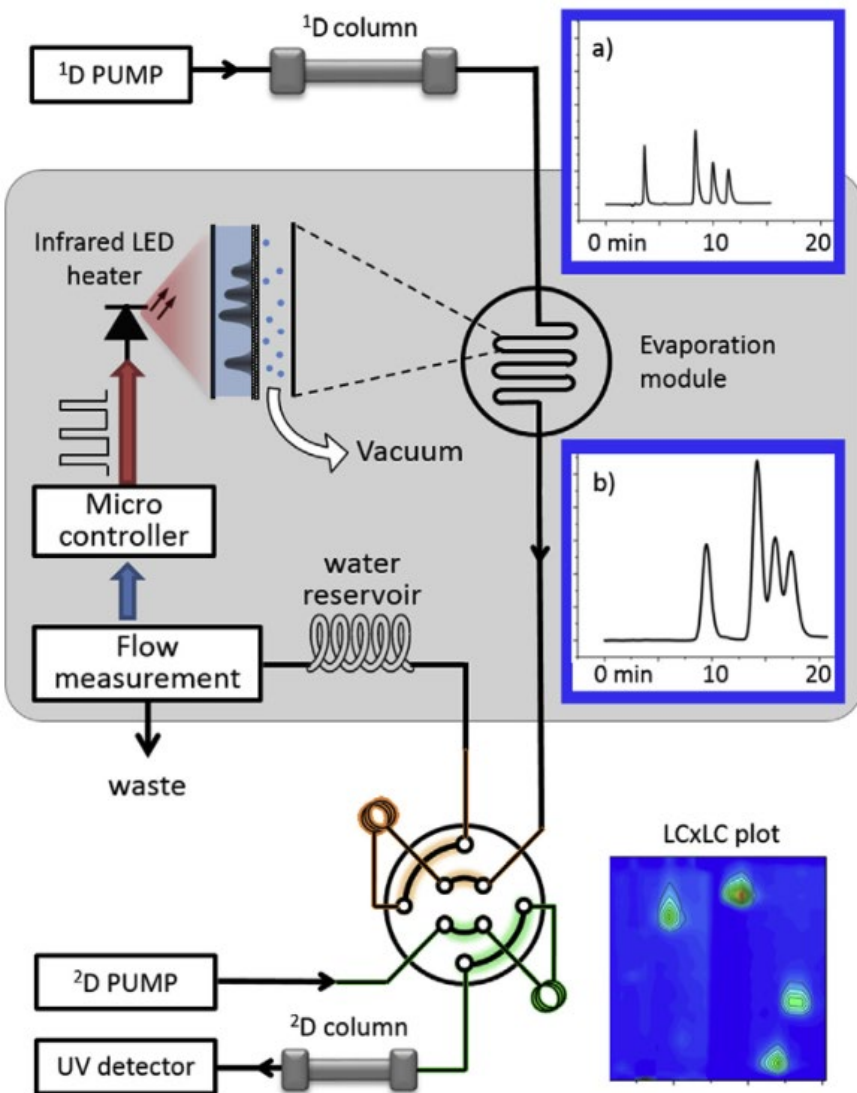 ¹D column
¹D PUMP
a)
0 min 10 20
Infrared LED
heater
Evaporation
module
Vacuum
b)
0 min 10 20
Micro
controller
water
reservoir
Flow
measurement
waste
LCxLC plot
²D PUMP
²D column
UV detector